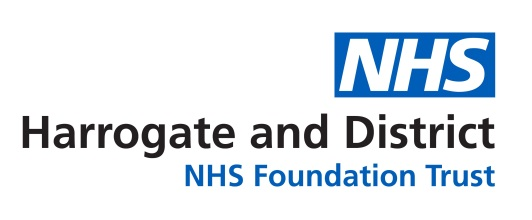 NHS
Harrogate and District
NHS Foundation Trust